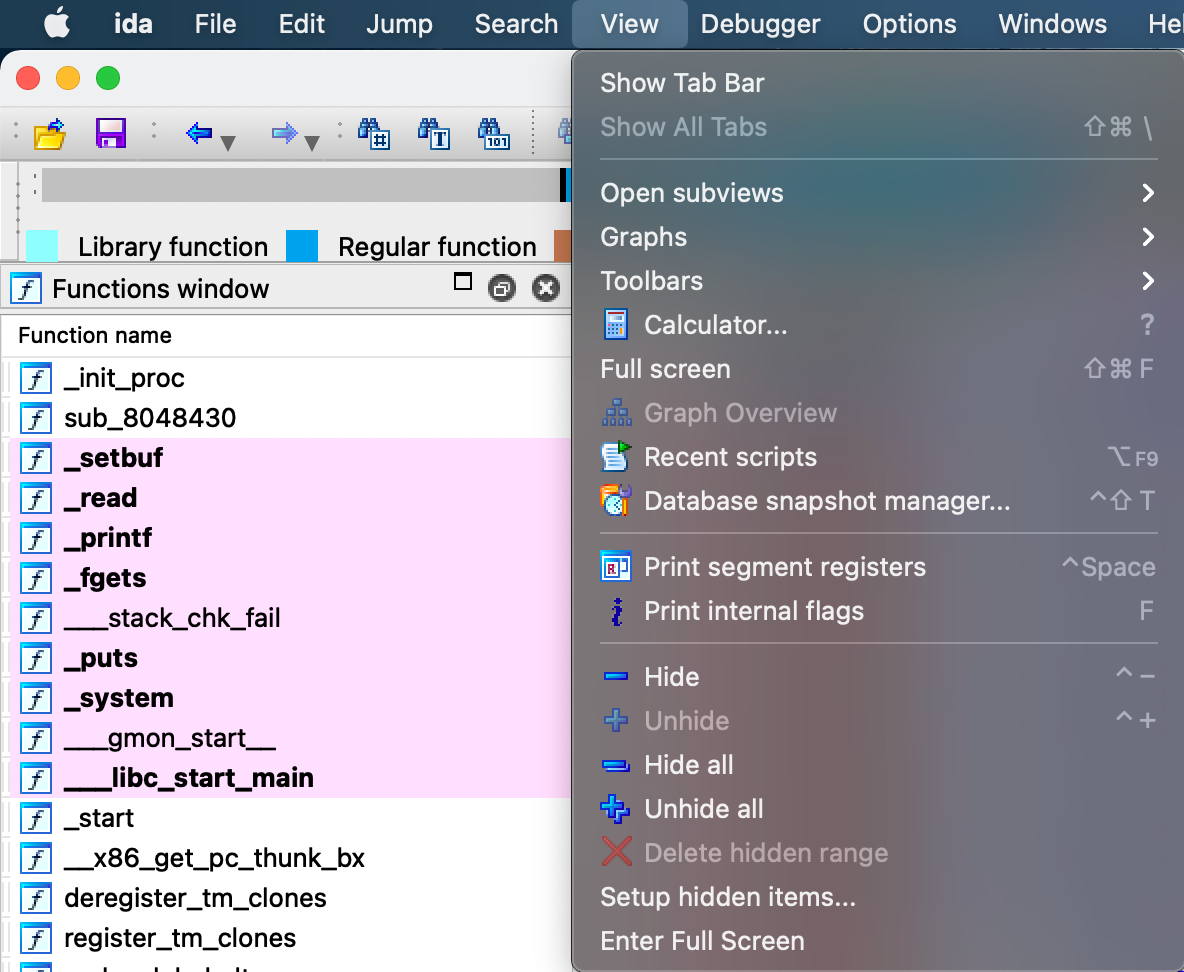 ida File Edit Jump Search View Debugger Options Windows Hel
Show Tab Bar
Show All Tabs ⇧⌘ \
Open subviews
Graphs
Toolbars
Calculator... ?
Full screen ⇧⌘ F
Graph Overview
Recent scripts ⌥F9
Database snapshot manager... ^⇧ T
Print segment registers ^Space
Print internal flags F
Hide ^ −
Unhide ^ +
Hide all
Unhide all
Delete hidden range
Setup hidden items...
Enter Full Screen
Library function Regular function
Functions window
Function name
_init_proc
sub_8048430
_setbuf
_read
_printf
_fgets
___stack_chk_fail
_puts
_system
___gmon_start__
___libc_start_main
_start
__x86_get_pc_thunk_bx
deregister_tm_clones
register_tm_clones